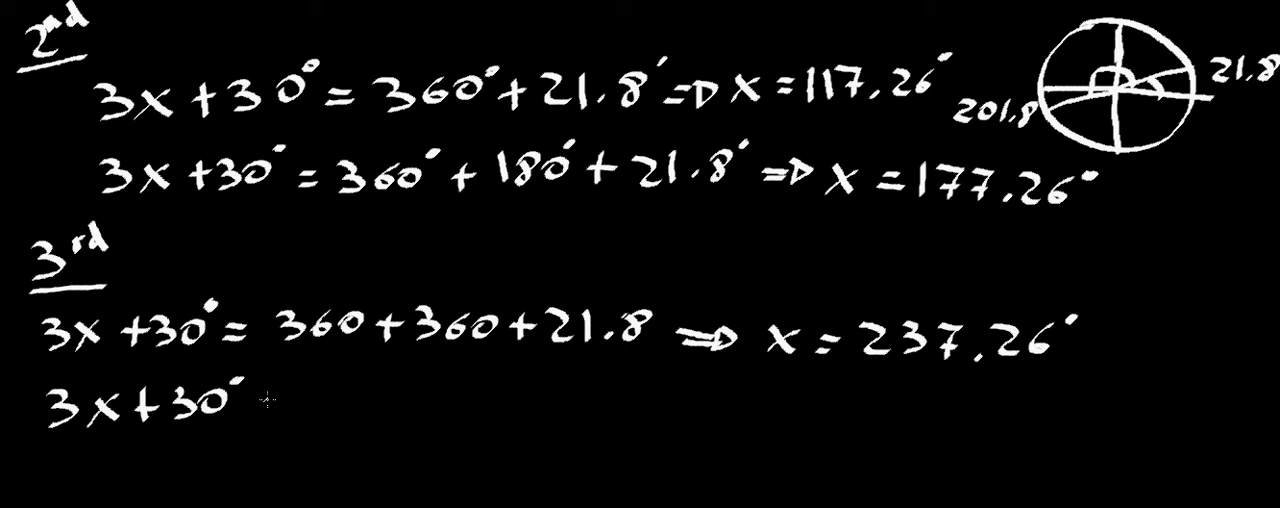 2nd
3x + 30° = 360° + 21.8° ⇒ x = 117.26°
21.8
201.8
3x + 30° = 360° + 180° + 21.8° ⇒ x = 177.26°
3rd
3x + 30° = 360 + 360 + 21.8 ⇒ x = 237.26°
3x + 30°